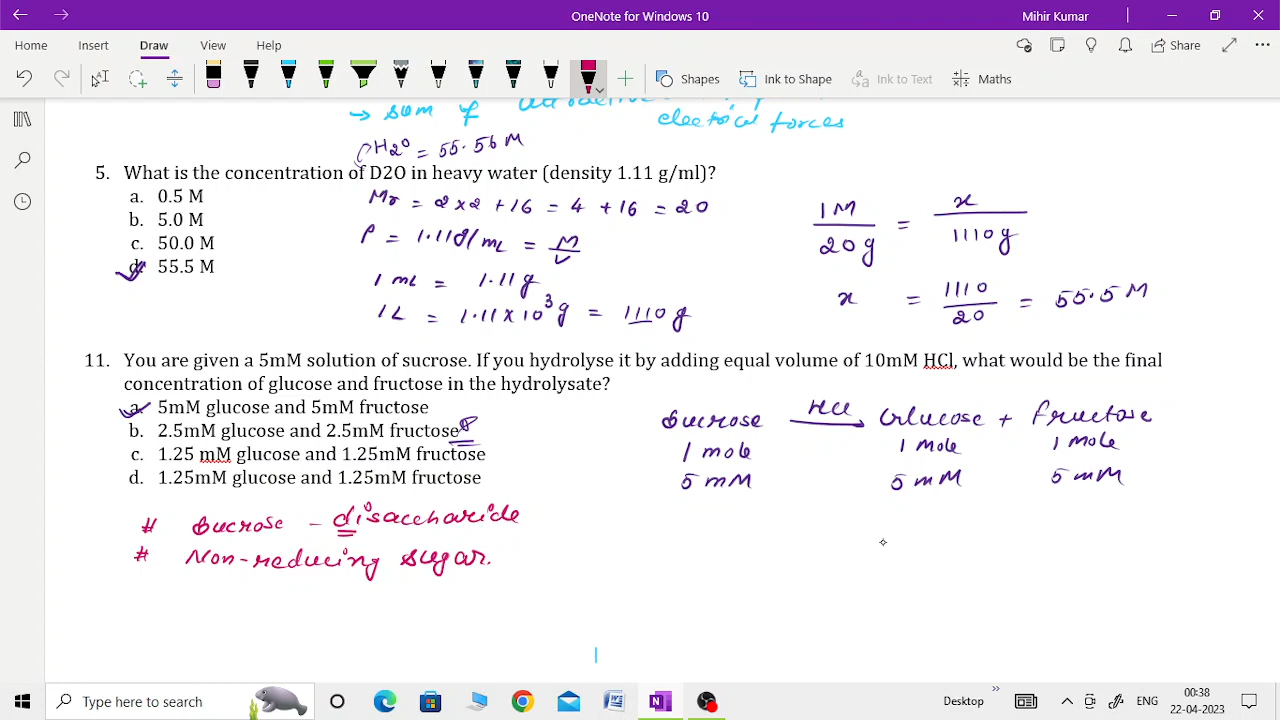 OneNote for Windows 10
Mihir Kumar
Home Insert Draw View Help
Share
Shapes Ink to Shape Ink to Text Maths
→ sum of
electrical forces
CH2O = 55.56 M
5. What is the concentration of D2O in heavy water (density 1.11 g/ml)?
a. 0.5 M
b. 5.0 M
c. 50.0 M
d. 55.5 M
Mr = 2 x 2 + 16 = 4 + 16 = 20
ρ = 1.11 g/mL = M/V
1 mL = 1.11 g
1 L = 1.11 x 10³ g = 1110 g
1M/20g = x/1110g
x = 1110/20 = 55.5 M
11. You are given a 5mM solution of sucrose. If you hydrolyse it by adding equal volume of 10mM HCl, what would be the final
concentration of glucose and fructose in the hydrolysate?
a. 5mM glucose and 5mM fructose
b. 2.5mM glucose and 2.5mM fructose
c. 1.25 mM glucose and 1.25mM fructose
d. 1.25mM glucose and 1.25mM fructose
Sucrose HCl → Glucose + Fructose
1 mole 1 mole 1 mole
5 mM 5 mM 5 mM
# Sucrose - disaccharide
# Non-reducing sugar.
Type here to search
Desktop
ENG
00:38
22-04-2023